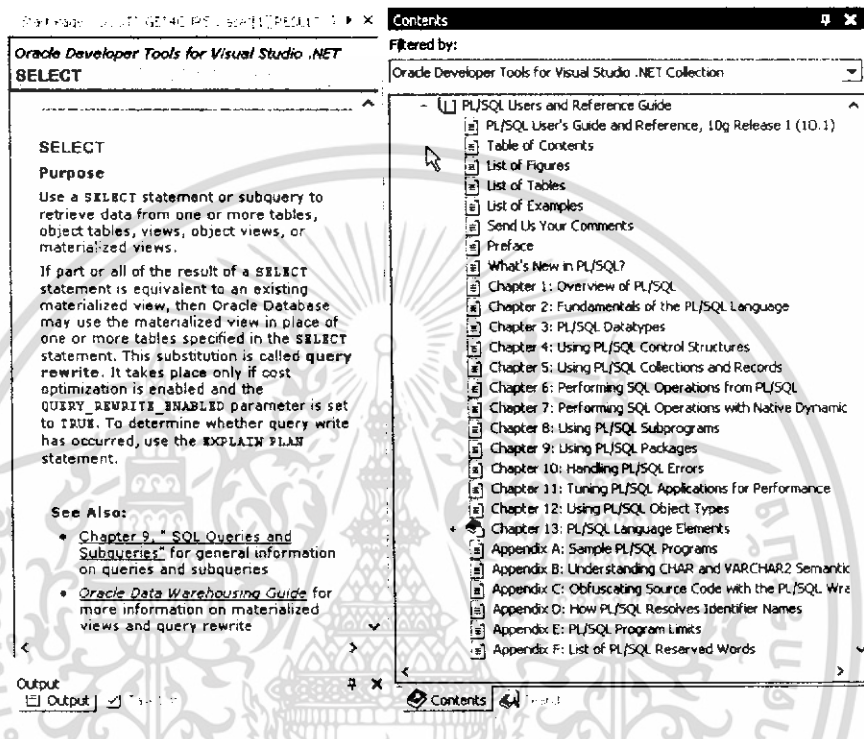 Oracle Developer Tools for Visual Studio .NET
SELECT
SELECT
Purpose
Use a SELECT statement or subquery to
retrieve data from one or more tables,
object tables, views, object views, or
materialized views.
If part or all of the result of a SELECT
statement is equivalent to an existing
materialized view, then Oracle Database
may use the materialized view in place of
one or more tables specified in the SELECT
statement. This substitution is called query
rewrite. It takes place only if cost
optimization is enabled and the
QUERY_REWRITE_ENABLED parameter is set
to TRUE. To determine whether query write
has occurred, use the EXPLAIN PLAN
statement.
See Also:
• Chapter 9, " SQL Queries and
Subqueries" for general information
on queries and subqueries
• Oracle Data Warehousing Guide for
more information on materialized
views and query rewrite
Output
Output
Contents
Filtered by:
Oracle Developer Tools for Visual Studio .NET Collection
PL/SQL Users and Reference Guide
PL/SQL User's Guide and Reference, 10g Release 1 (10.1)
Table of Contents
List of Figures
List of Tables
List of Examples
Send Us Your Comments
Preface
What's New in PL/SQL?
Chapter 1: Overview of PL/SQL
Chapter 2: Fundamentals of the PL/SQL Language
Chapter 3: PL/SQL Datatypes
Chapter 4: Using PL/SQL Control Structures
Chapter 5: Using PL/SQL Collections and Records
Chapter 6: Performing SQL Operations from PL/SQL
Chapter 7: Performing SQL Operations with Native Dynamic
Chapter 8: Using PL/SQL Subprograms
Chapter 9: Using PL/SQL Packages
Chapter 10: Handling PL/SQL Errors
Chapter 11: Tuning PL/SQL Applications for Performance
Chapter 12: Using PL/SQL Object Types
Chapter 13: PL/SQL Language Elements
Appendix A: Sample PL/SQL Programs
Appendix B: Understanding CHAR and VARCHAR2 Semantic
Appendix C: Obfuscating Source Code with the PL/SQL Wra
Appendix D: How PL/SQL Resolves Identifier Names
Appendix E: PL/SQL Program Limits
Appendix F: List of PL/SQL Reserved Words
Contents